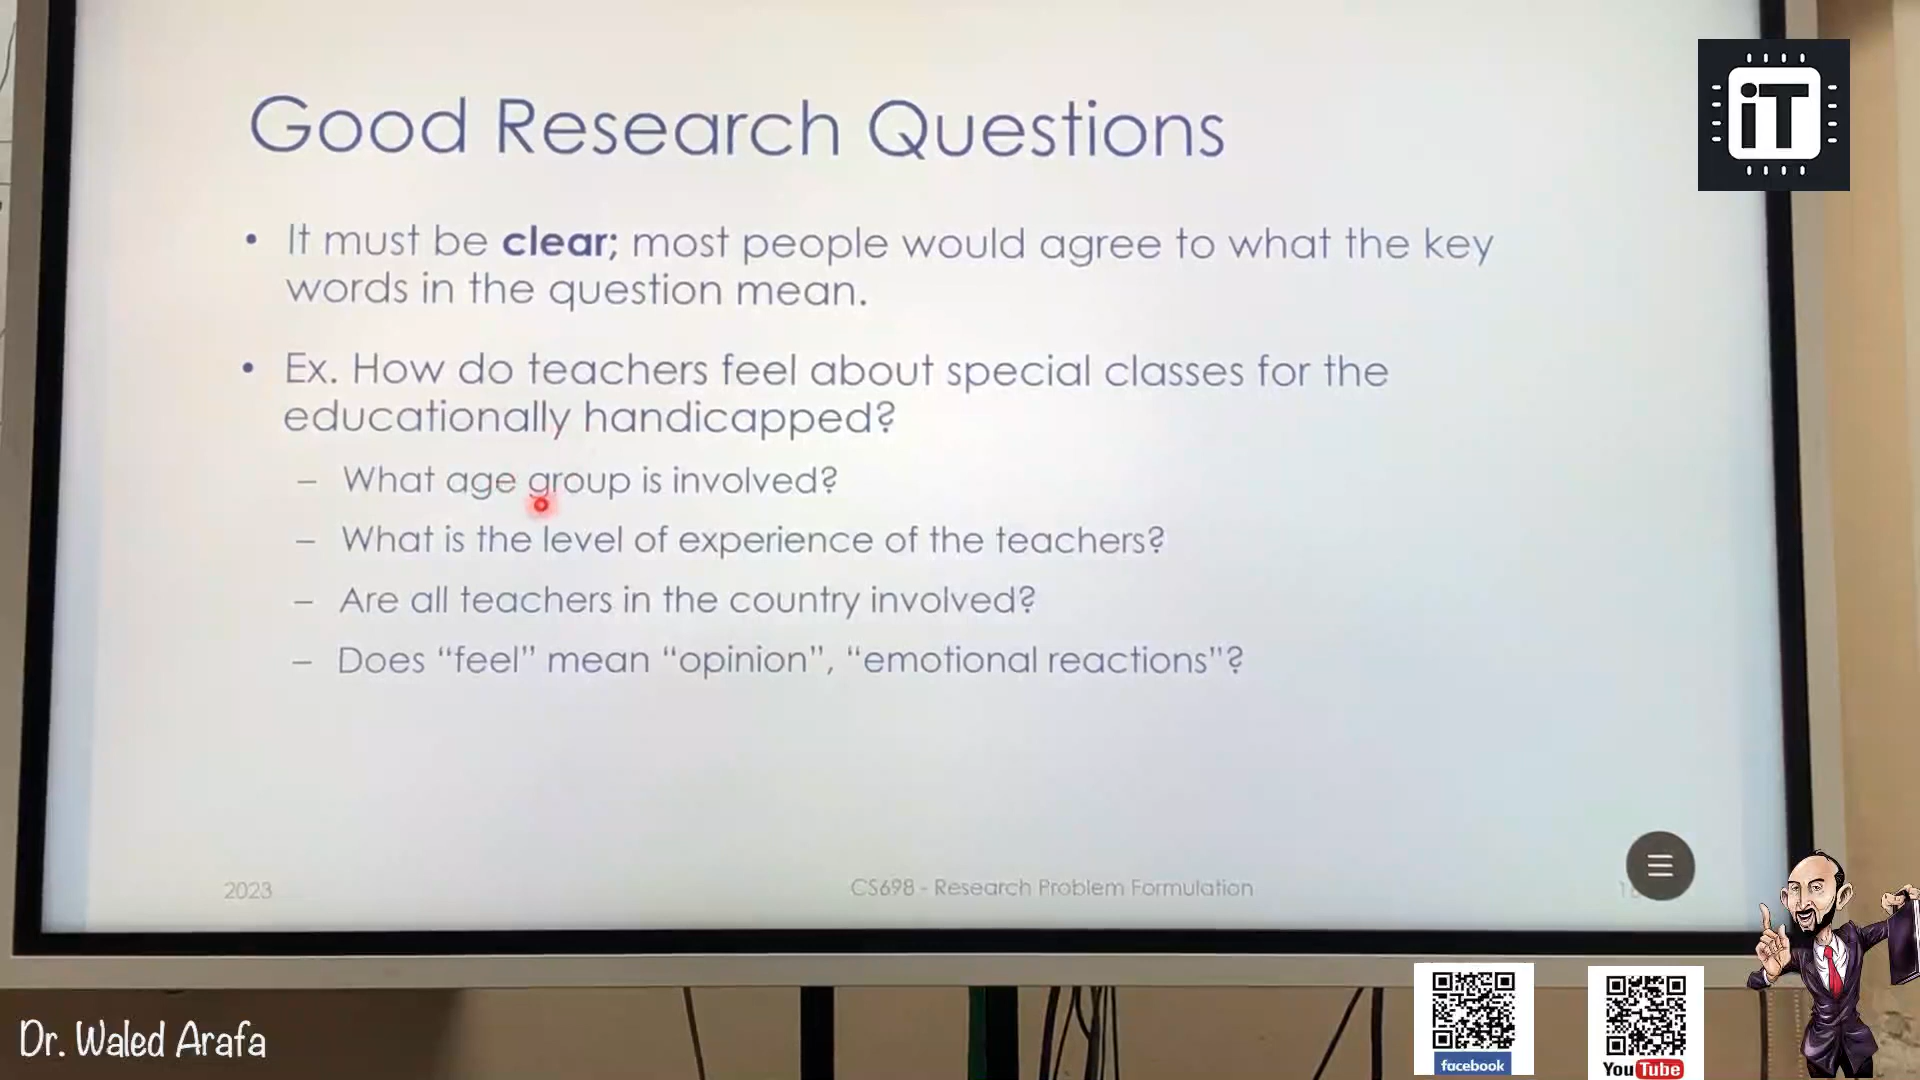 Good Research Questions
iT
• It must be clear; most people would agree to what the key
words in the question mean.
• Ex. How do teachers feel about special classes for the
educationally handicapped?
– What age group is involved?
– What is the level of experience of the teachers?
– Are all teachers in the country involved?
– Does “feel” mean “opinion”, “emotional reactions”?
2023
CS698 - Research Problem Formulation
Dr. Waled Arafa
facebook
YouTube